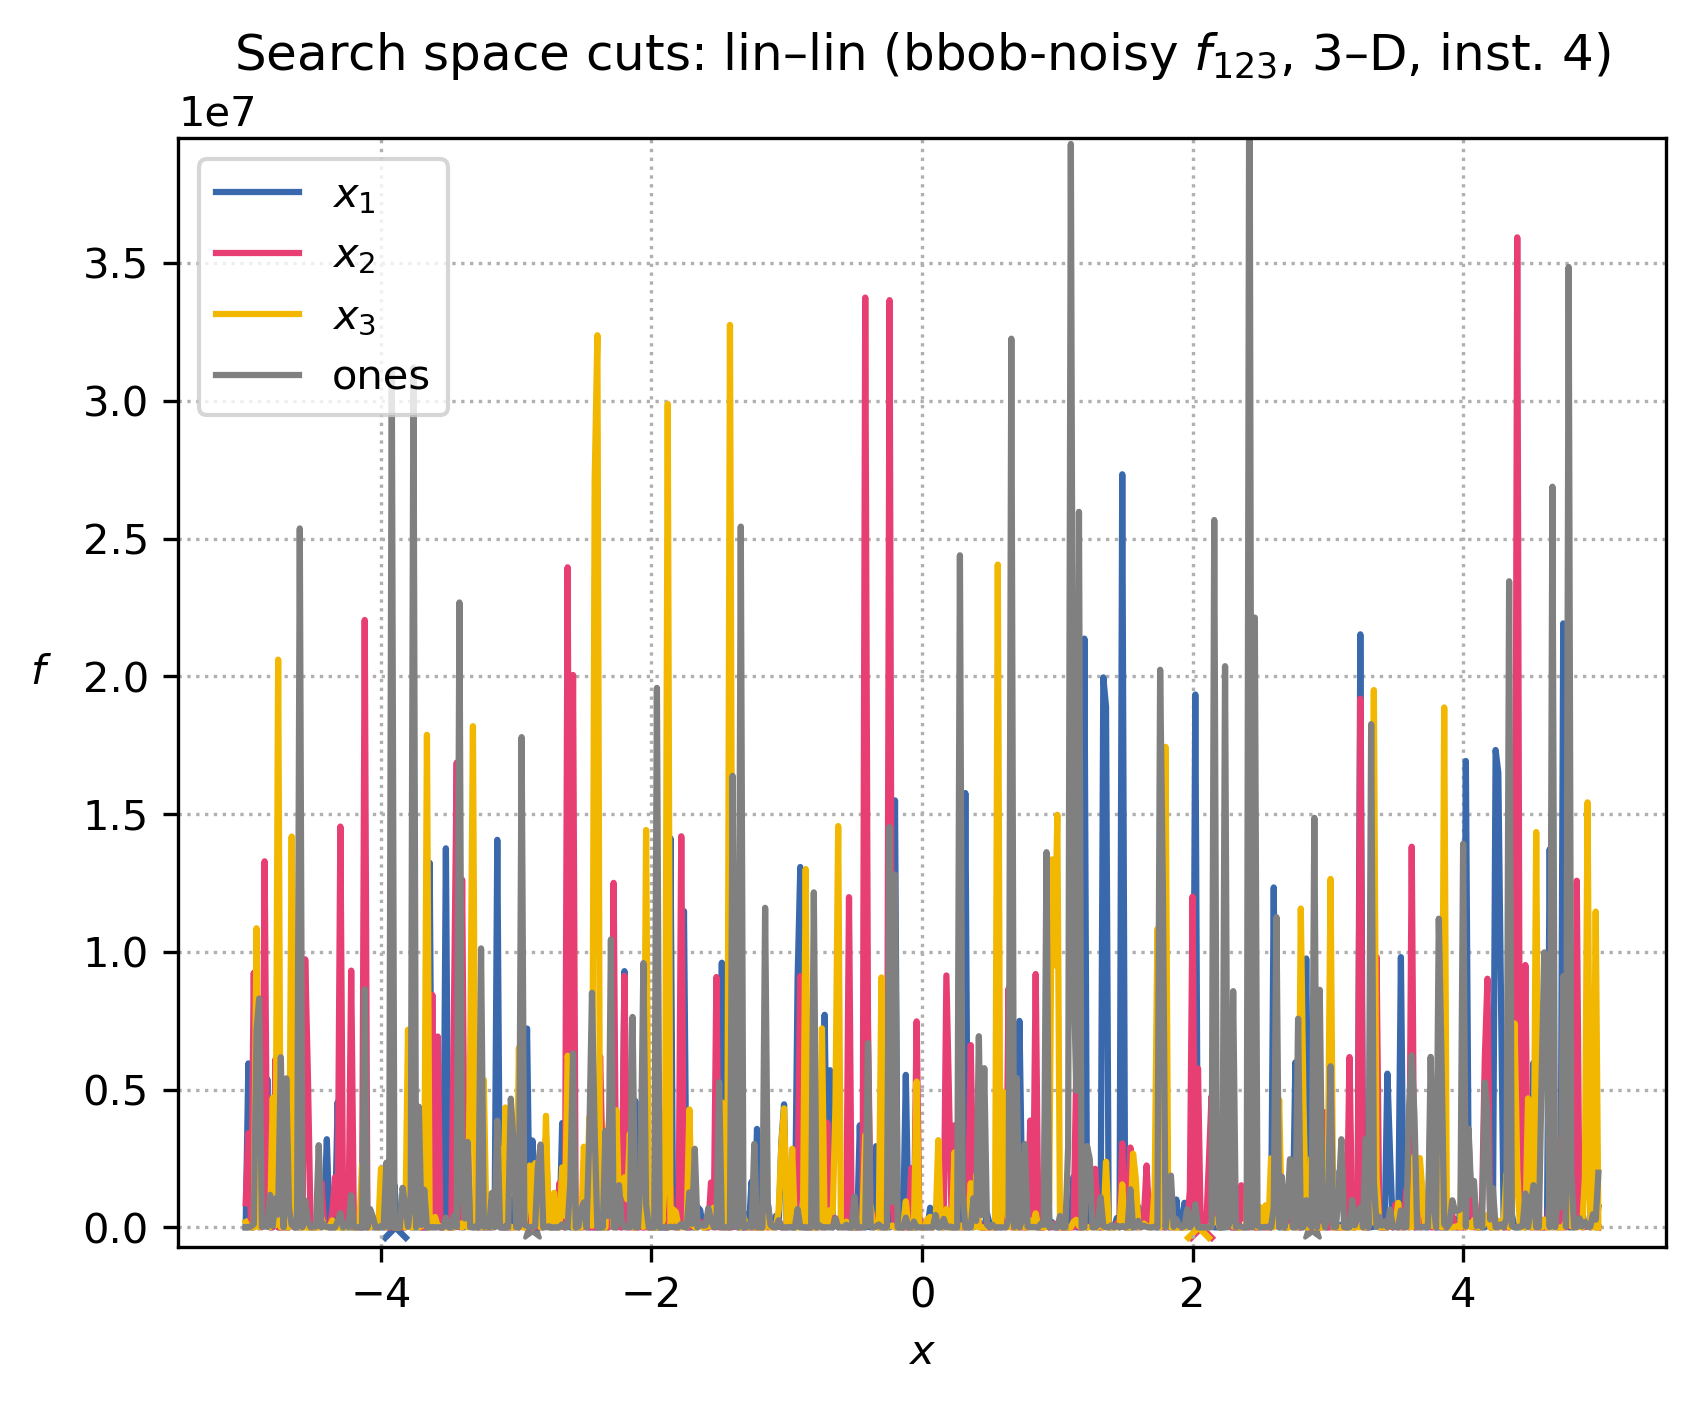 Search space cuts: lin–lin (bbob-noisy f₁₂₃, 3–D, inst. 4)
1e7
x₁
x₂
x₃
ones
3.5
3.0
2.5
2.0
1.5
1.0
0.5
0.0
f
−4 −2 0 2 4
x